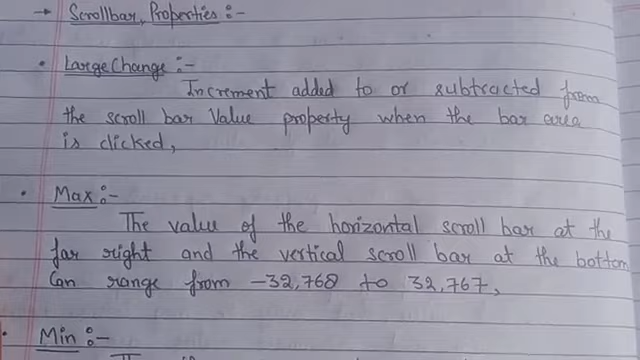 → Scrollbar, Properties :-
• LargeChange :-
Increment added to or subtracted from
the scroll bar Value property when the bar area
is clicked,
• Max :-
The value of the horizontal scroll bar at the
far right and the vertical scroll bar at the bottom
Can range from -32,768 to 32,767,
• Min :-